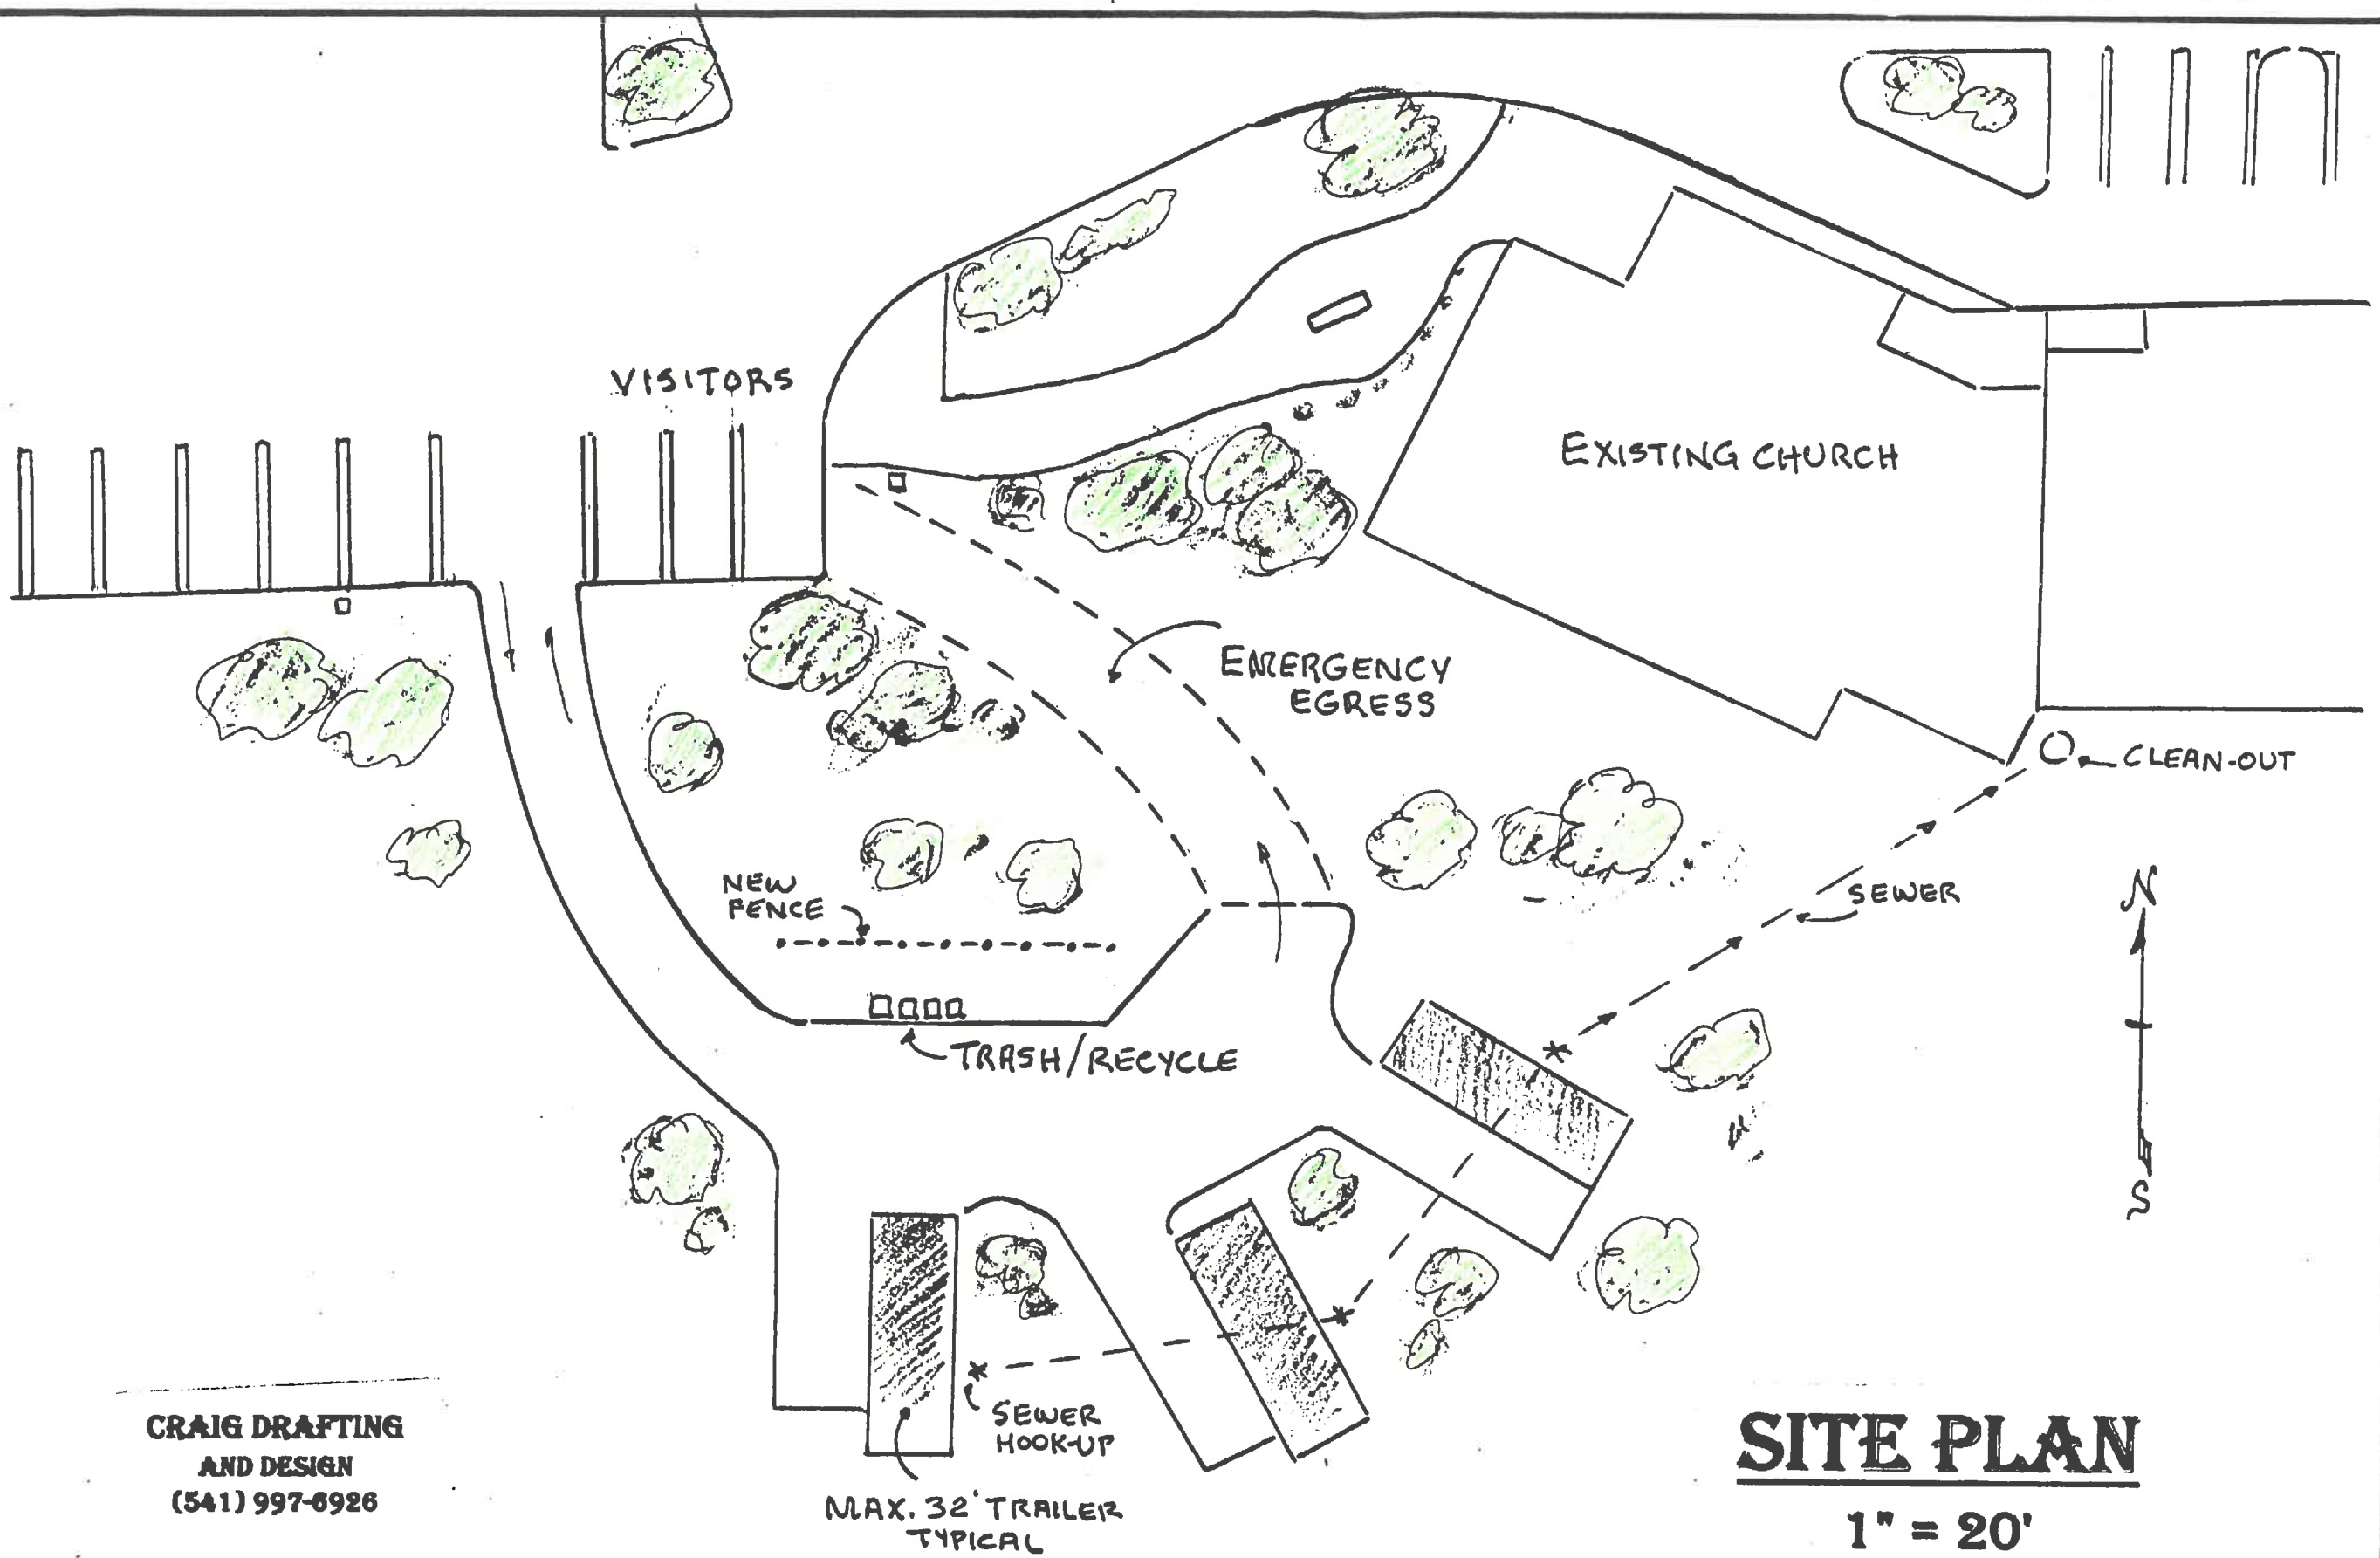 VISITORS
EXISTING CHURCH
EMERGENCY
EGRESS
CLEAN-OUT
NEW
FENCE
SEWER
N
S
TRASH/RECYCLE
SEWER
HOOK-UP
MAX. 32' TRAILER
TYPICAL
CRAIG DRAFTING
AND DESIGN
(541) 997-6926
SITE PLAN
1" = 20'